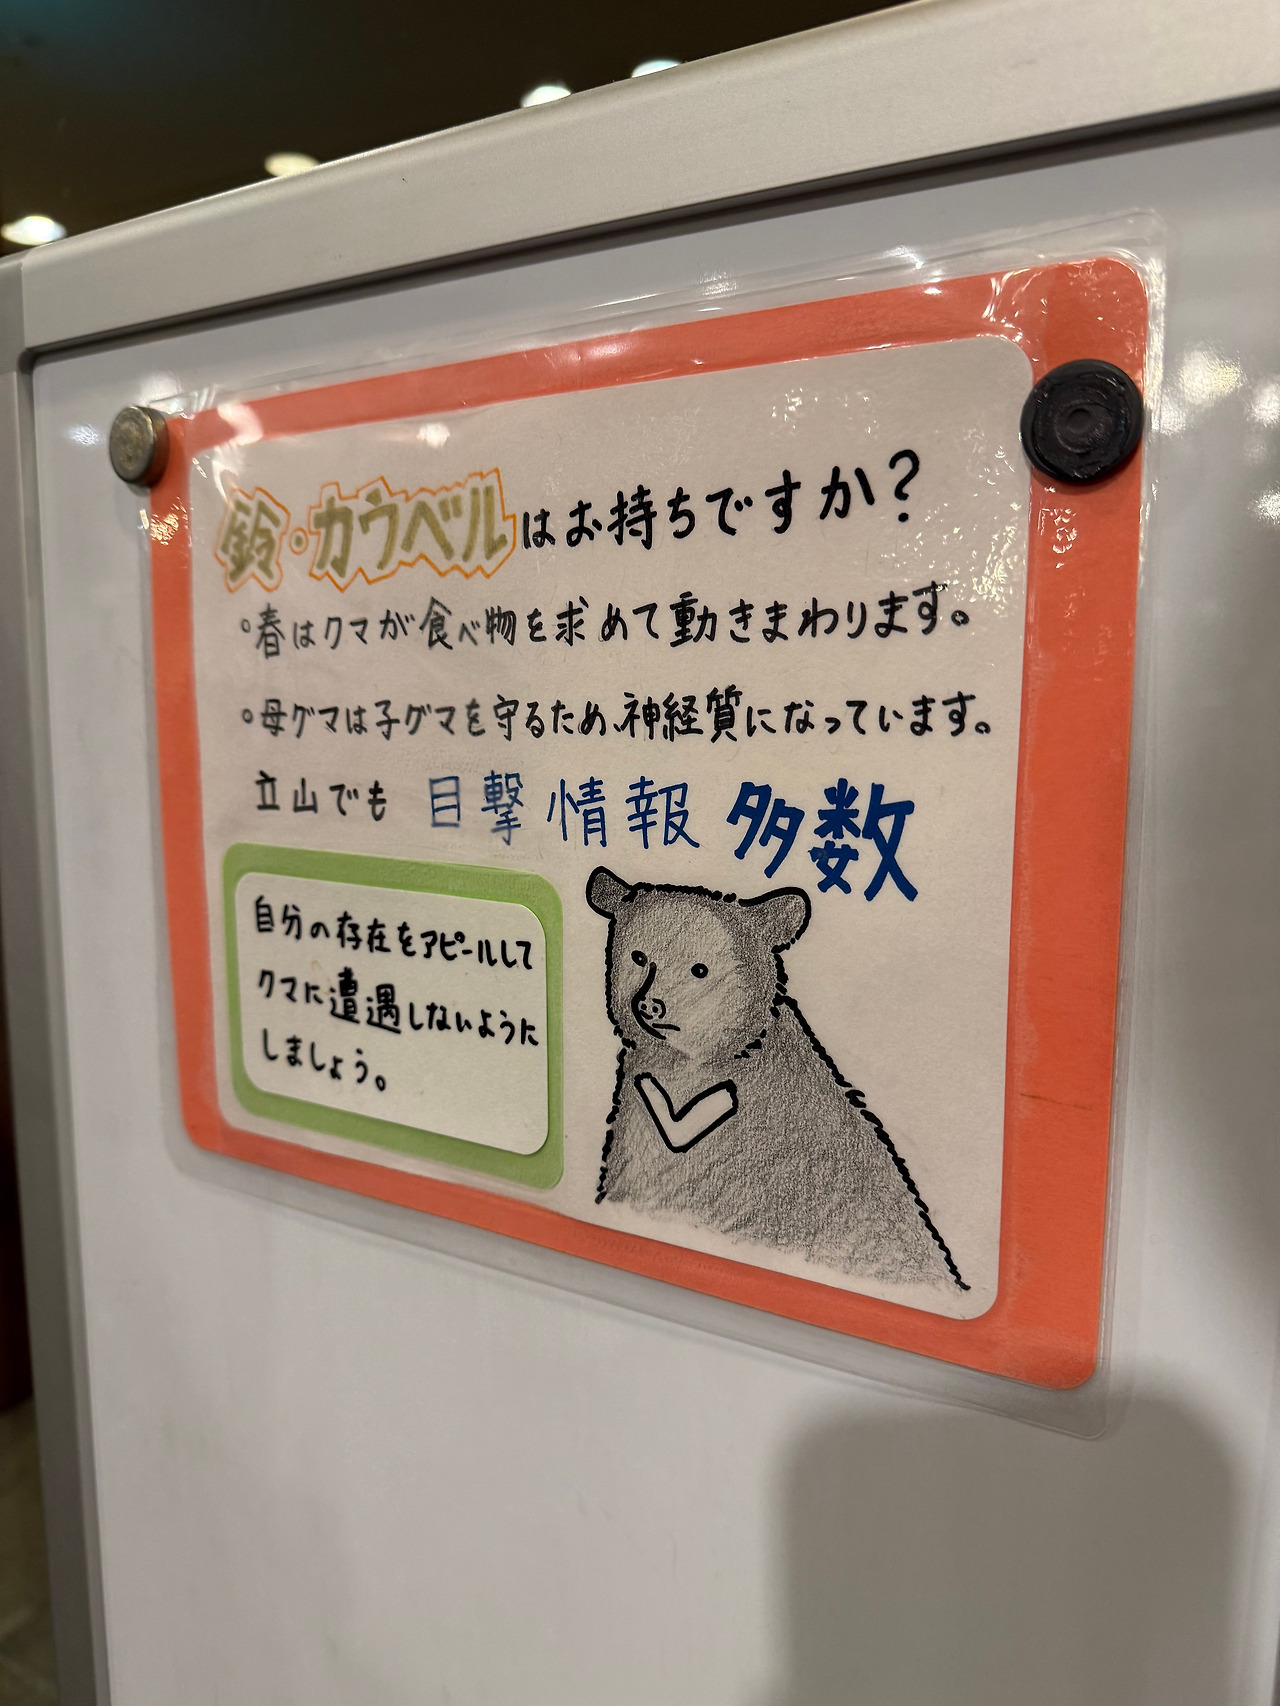 鈴・カウベルはお持ちですか?
・春はクマが食べ物を求めて動きまわります。
・母グマは子グマを守るため、神経質になっています。
立山でも 目撃情報多数
自分の存在をアピールして
クマに遭遇しないように
しましょう。